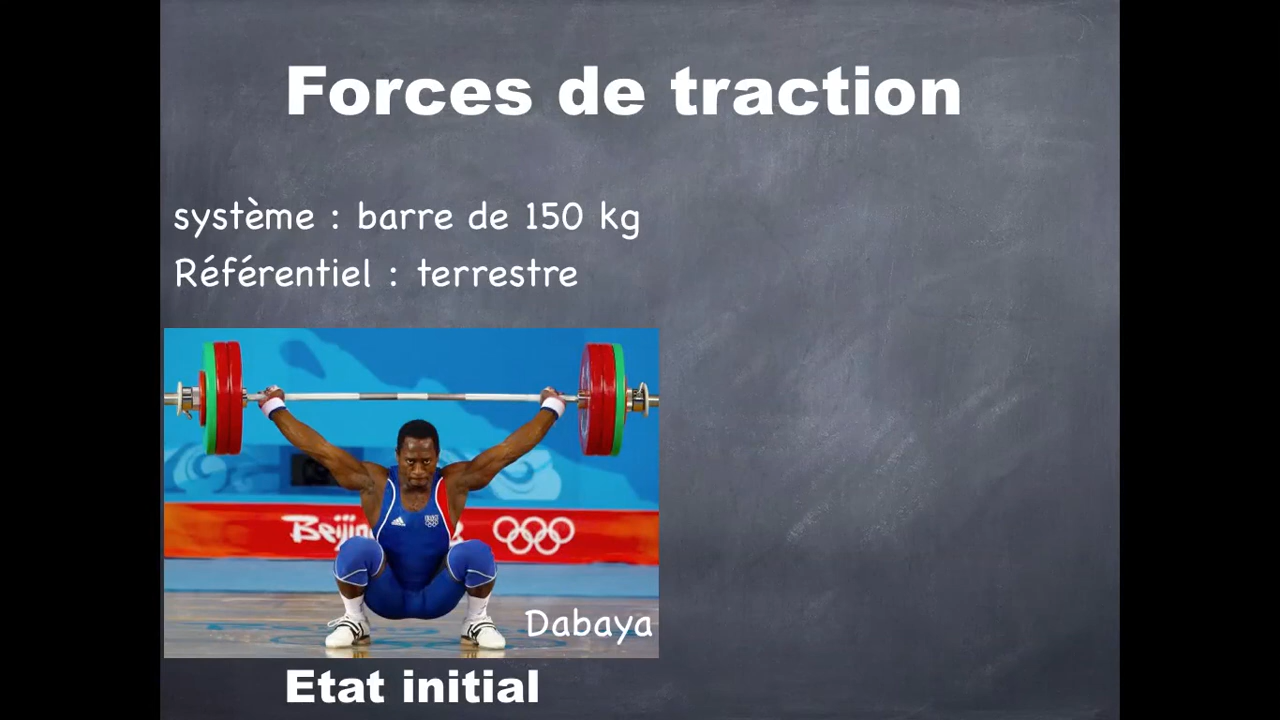 Forces de traction
système : barre de 150 kg
Référentiel : terrestre
Beijing
Dabaya
Etat initial